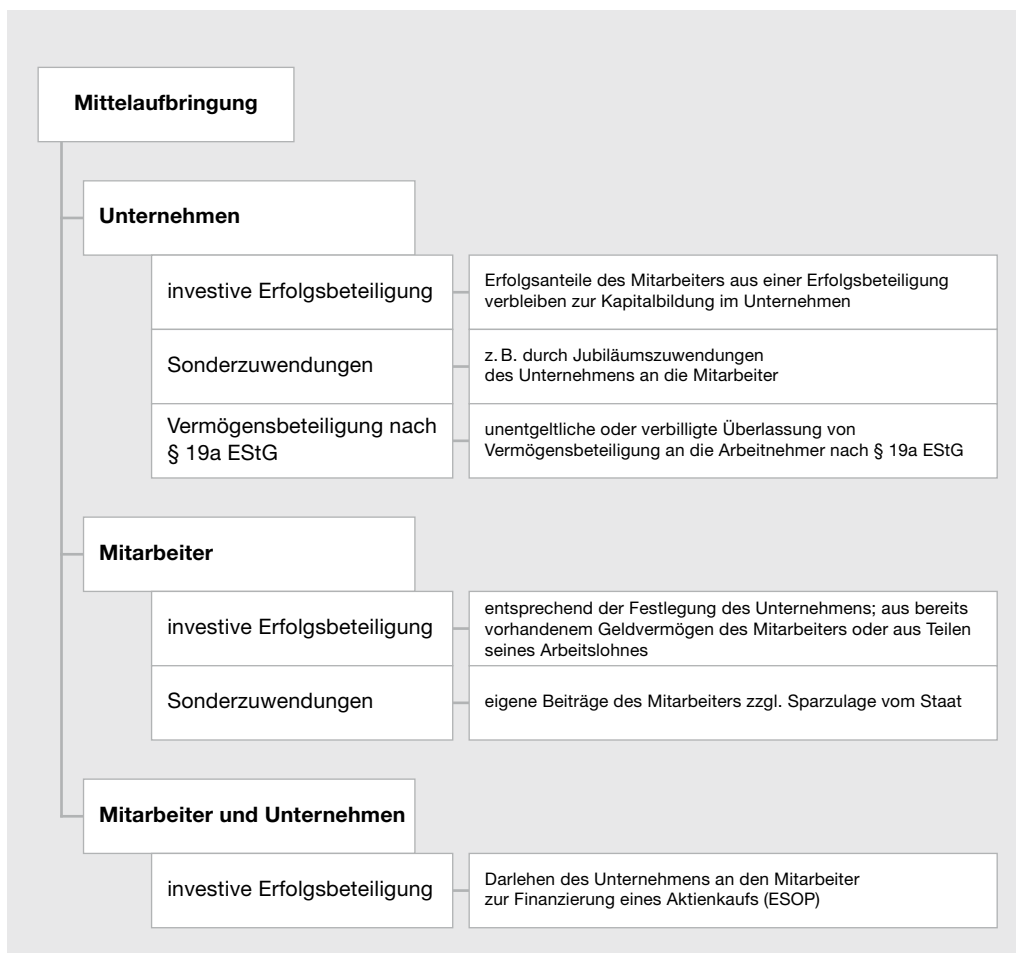 Mittelaufbringung
Unternehmen
investive Erfolgsbeteiligung
Erfolgsanteile des Mitarbeiters aus einer Erfolgsbeteiligung
verbleiben zur Kapitalbildung im Unternehmen
Sonderzuwendungen
z. B. durch Jubiläumszuwendungen
des Unternehmens an die Mitarbeiter
Vermögensbeteiligung nach
§ 19a EStG
unentgeltliche oder verbilligte Überlassung von
Vermögensbeteiligung an die Arbeitnehmer nach § 19a EStG
Mitarbeiter
investive Erfolgsbeteiligung
entsprechend der Festlegung des Unternehmens; aus bereits
vorhandenem Geldvermögen des Mitarbeiters oder aus Teilen
seines Arbeitslohnes
Sonderzuwendungen
eigene Beiträge des Mitarbeiters zzgl. Sparzulage vom Staat
Mitarbeiter und Unternehmen
investive Erfolgsbeteiligung
Darlehen des Unternehmens an den Mitarbeiter
zur Finanzierung eines Aktienkaufs (ESOP)